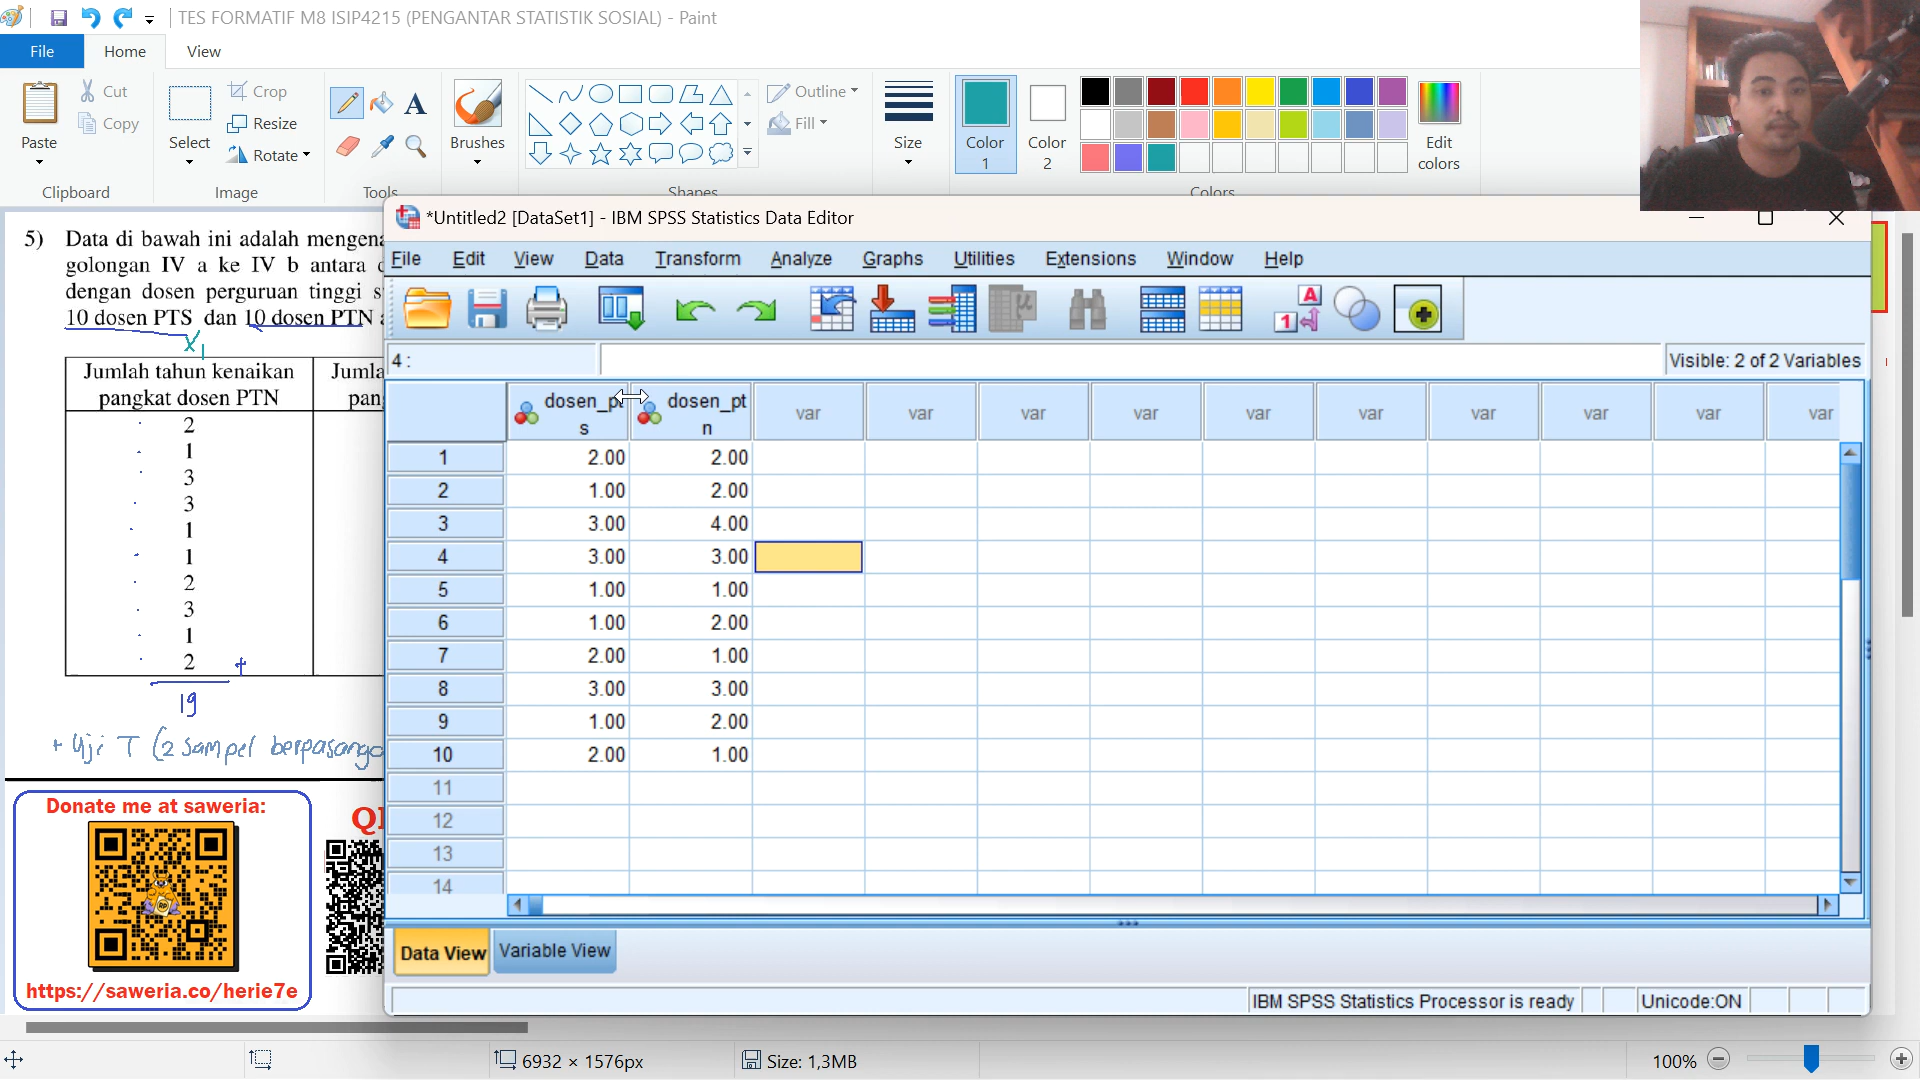 TES FORMATIF M8 ISIP4215 (PENGANTAR STATISTIK SOSIAL) - Paint
File Home View
Paste
Cut
Copy
Clipboard
Select
Crop
Resize
Rotate
Image
Tools
Brushes
Outline
Fill
Shapes
Size
Color 1
Color 2
Edit colors
Colors
5) Data di bawah ini adalah mengena
golongan IV a ke IV b antara
dengan dosen perguruan tinggi s
10 dosen PTS dan 10 dosen PTN
X1
Jumlah tahun kenaikan Jumla
pangkat dosen PTN pang
2
1
3
3
1
1
2
3
1
2 +
19
+ Uji T (2 sampel berpasanga
Donate me at saweria:
RP
https://saweria.co/herie7e
*Untitled2 [DataSet1] - IBM SPSS Statistics Data Editor
File Edit View Data Transform Analyze Graphs Utilities Extensions Window Help
4 :
Visible: 2 of 2 Variables
dosen_pts dosen_ptn var var var var var var var var var var
1 2.00 2.00
2 1.00 2.00
3 3.00 4.00
4 3.00 3.00
5 1.00 1.00
6 1.00 2.00
7 2.00 1.00
8 3.00 3.00
9 1.00 2.00
10 2.00 1.00
11
12
13
14
Data View Variable View
IBM SPSS Statistics Processor is ready Unicode:ON
6932 × 1576px Size: 1,3MB 100%